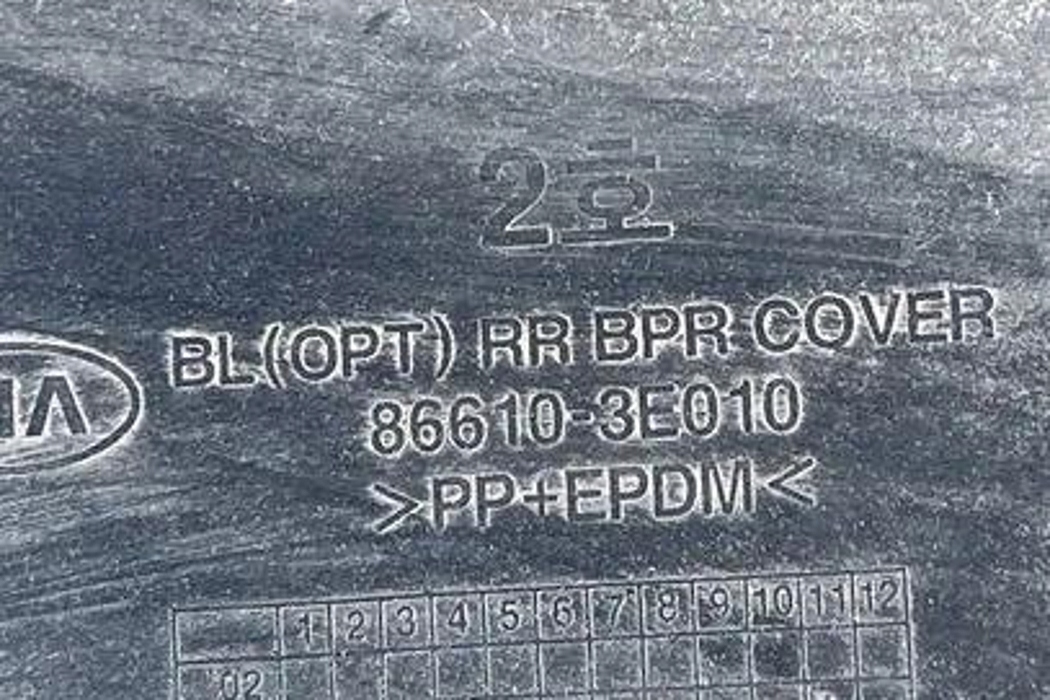 2호
BL(OPT) RR BPR COVER
86610-3E010
>PP+EPDM<
1 2 3 4 5 6 7 8 9 10 11 12
02